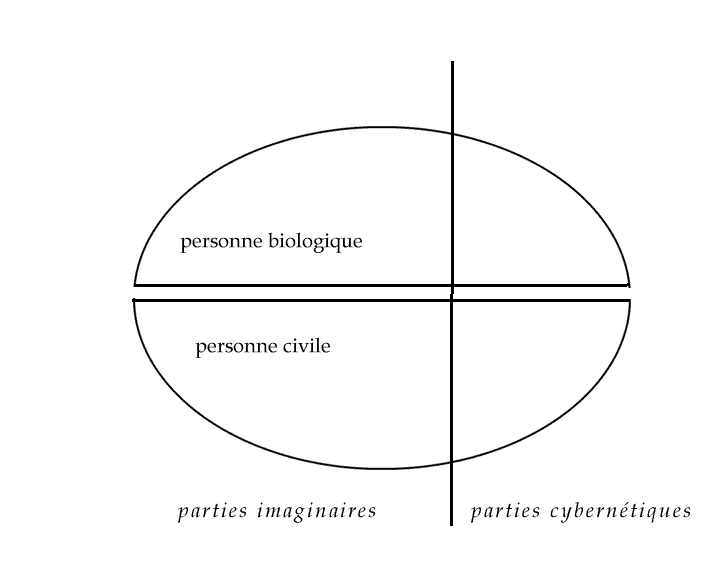 personne biologique
personne civile
parties imaginaires
parties cybernétiques